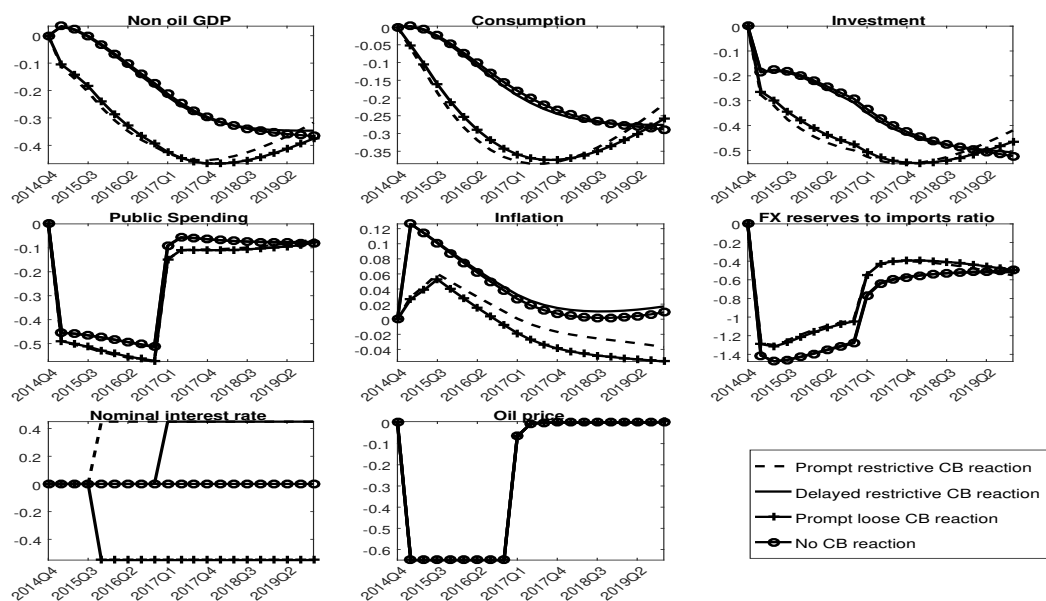 Non oil GDP
0
-0.1
-0.2
-0.3
-0.4
2014Q4
2015Q3
2016Q2
2017Q1
2017Q4
2018Q3
2019Q2
Consumption
0
-0.05
-0.1
-0.15
-0.2
-0.25
-0.3
-0.35
2014Q4
2015Q3
2016Q2
2017Q1
2017Q4
2018Q3
2019Q2
Investment
0
-0.1
-0.2
-0.3
-0.4
-0.5
2014Q4
2015Q3
2016Q2
2017Q1
2017Q4
2018Q3
2019Q2
Public Spending
0
-0.1
-0.2
-0.3
-0.4
-0.5
2014Q4
2015Q3
2016Q2
2017Q1
2017Q4
2018Q3
2019Q2
Inflation
0.12
0.1
0.08
0.06
0.04
0.02
0
-0.02
-0.04
2014Q4
2015Q3
2016Q2
2017Q1
2017Q4
2018Q3
2019Q2
FX reserves to imports ratio
0
-0.2
-0.4
-0.6
-0.8
-1
-1.2
-1.4
2014Q4
2015Q3
2016Q2
2017Q1
2017Q4
2018Q3
2019Q2
Nominal interest rate
0.4
0.2
0
-0.2
-0.4
2014Q4
2015Q3
2016Q2
2017Q1
2017Q4
2018Q3
2019Q2
Oil price
0
-0.1
-0.2
-0.3
-0.4
-0.5
-0.6
2014Q4
2015Q3
2016Q2
2017Q1
2017Q4
2018Q3
2019Q2
Prompt restrictive CB reaction
Delayed restrictive CB reaction
Prompt loose CB reaction
No CB reaction